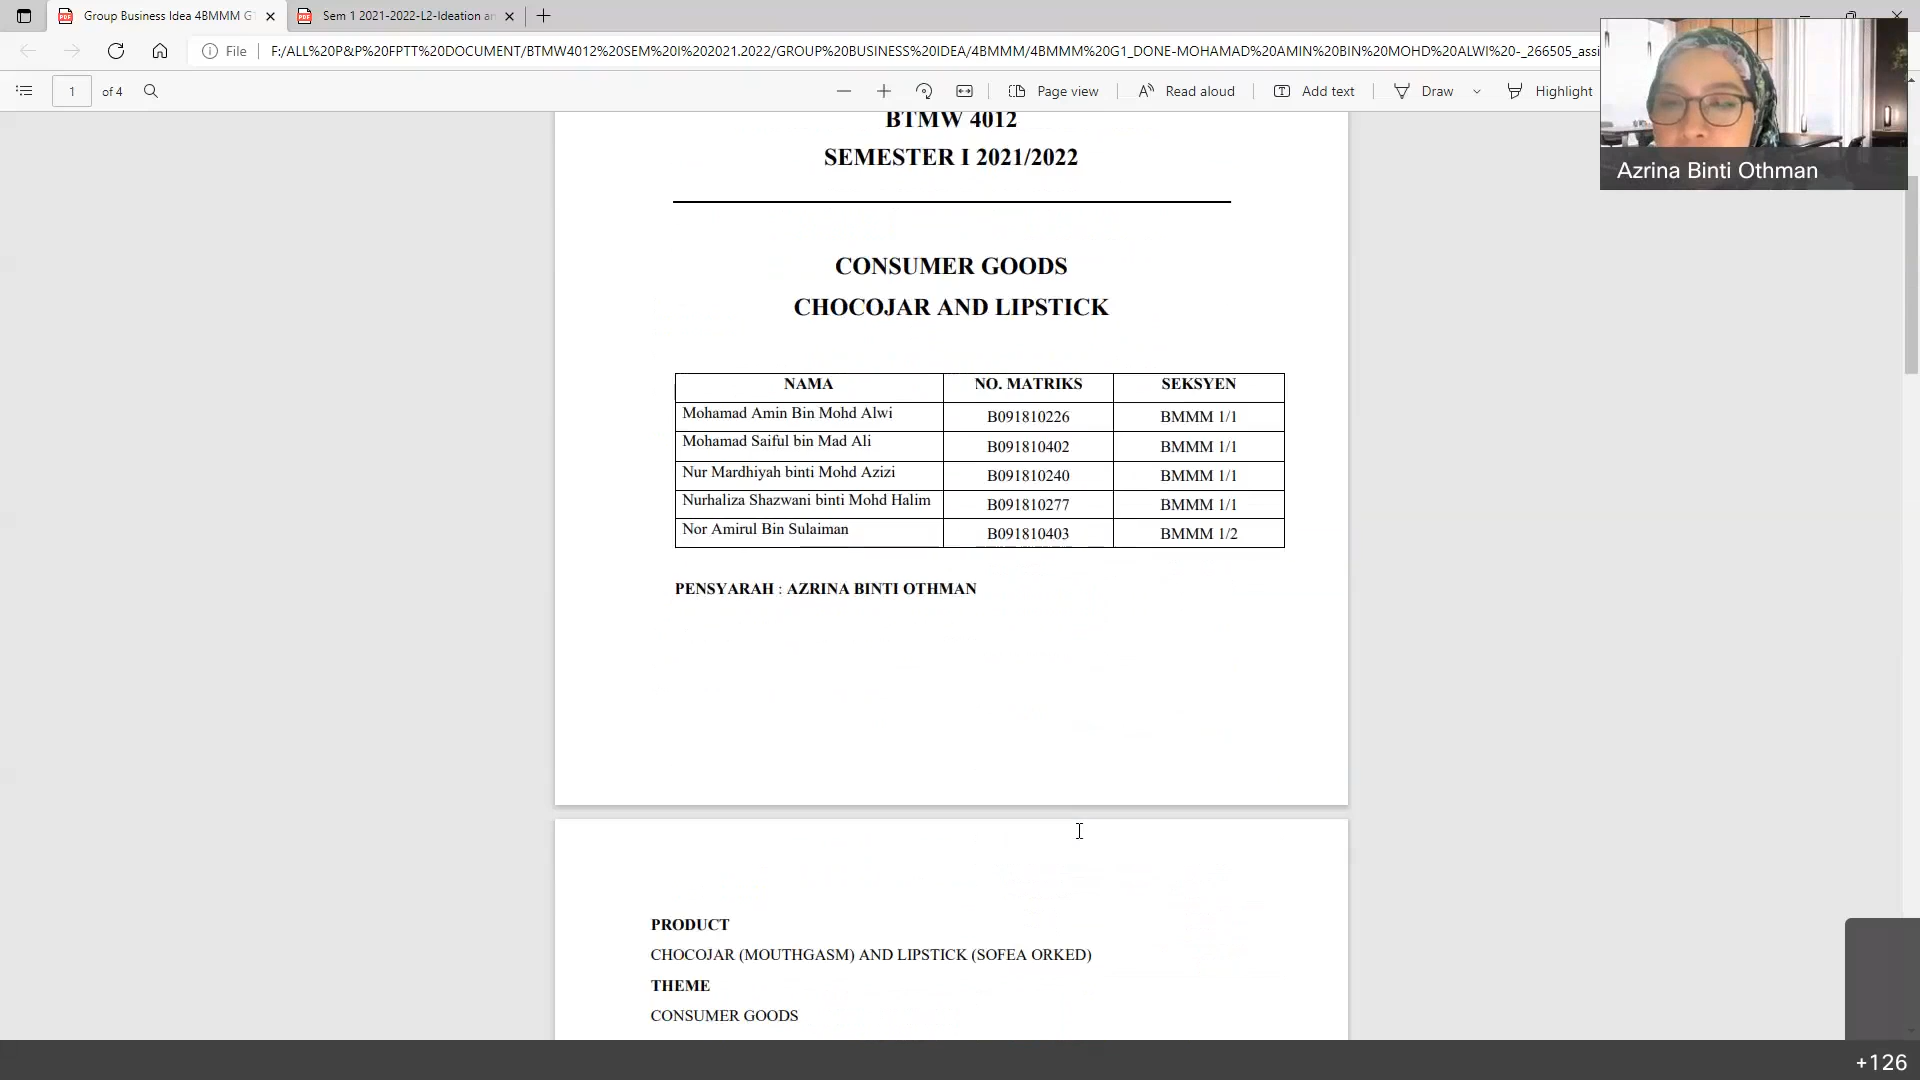 Group Business Idea 4BMMM G
Sem 1 2021-2022-L2-Ideation an
File
F:/ALL%20P&P%20FPTT%20DOCUMENT/BTMW4012%20SEM%20I%202021.2022/GROUP%20BUSINESS%20IDEA/4BMMM/4BMMM%20G1_DONE-MOHAMAD%20AMIN%20BIN%20MOHD%20ALWI%20-_266505_assi
1 of 4
Page view
Read aloud
Add text
Draw
Highlight
Azrina Binti Othman
BTMW 4012
SEMESTER I 2021/2022
CONSUMER GOODS
CHOCOJAR AND LIPSTICK
NAMA NO. MATRIKS SEKSYEN
Mohamad Amin Bin Mohd Alwi B091810226 BMMM 1/1
Mohamad Saiful bin Mad Ali B091810402 BMMM 1/1
Nur Mardhiyah binti Mohd Azizi B091810240 BMMM 1/1
Nurhaliza Shazwani binti Mohd Halim B091810277 BMMM 1/1
Nor Amirul Bin Sulaiman B091810403 BMMM 1/2
PENSYARAH : AZRINA BINTI OTHMAN
PRODUCT
CHOCOJAR (MOUTHGASM) AND LIPSTICK (SOFEA ORKED)
THEME
CONSUMER GOODS
+126